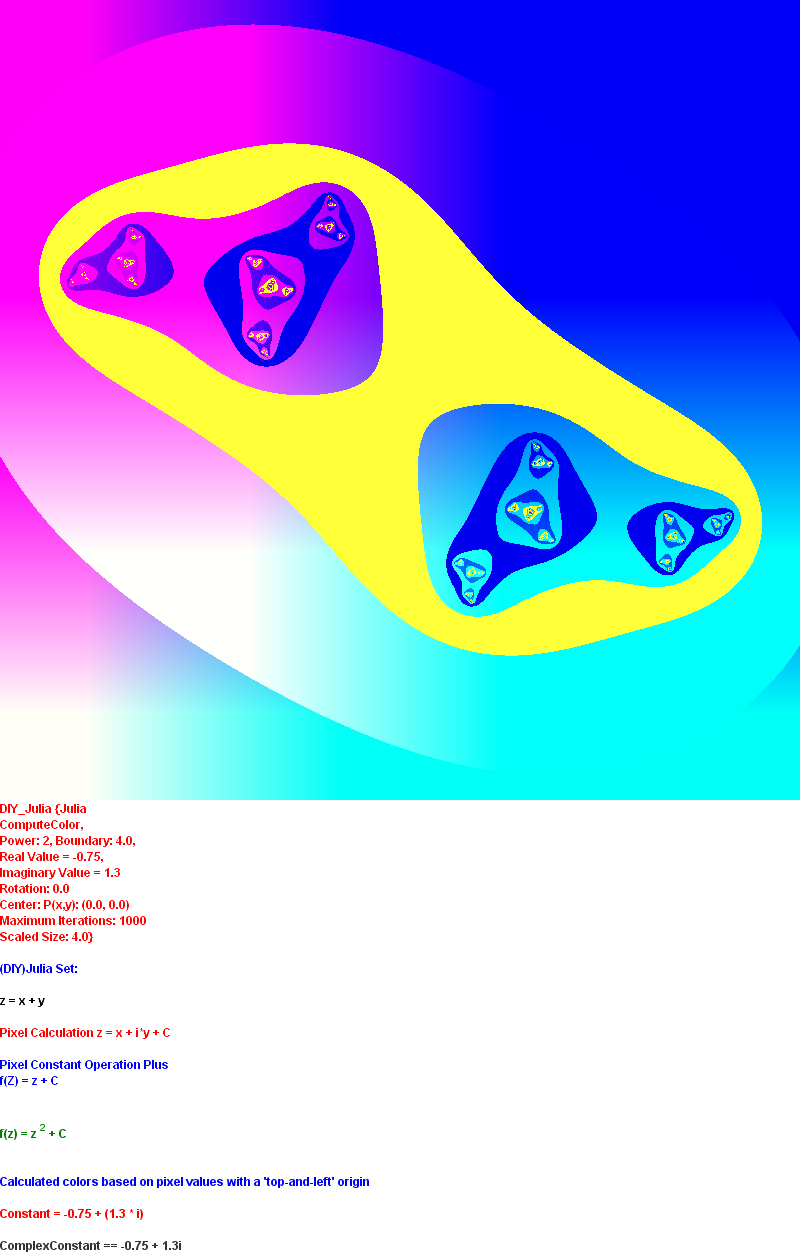 DIY_Julia {Julia
ComputeColor,
Power: 2, Boundary: 4.0,
Real Value = -0.75,
Imaginary Value = 1.3
Rotation: 0.0
Center: P(x,y): (0.0, 0.0)
Maximum Iterations: 1000
Scaled Size: 4.0}
(DIY)Julia Set:
z = x + y
Pixel Calculation z = x + i*y + C
Pixel Constant Operation Plus
f(Z) = z + C
f(z) = z ² + C
Calculated colors based on pixel values with a 'top-and-left' origin
Constant = -0.75 + (1.3 * i)
ComplexConstant == -0.75 + 1.3i